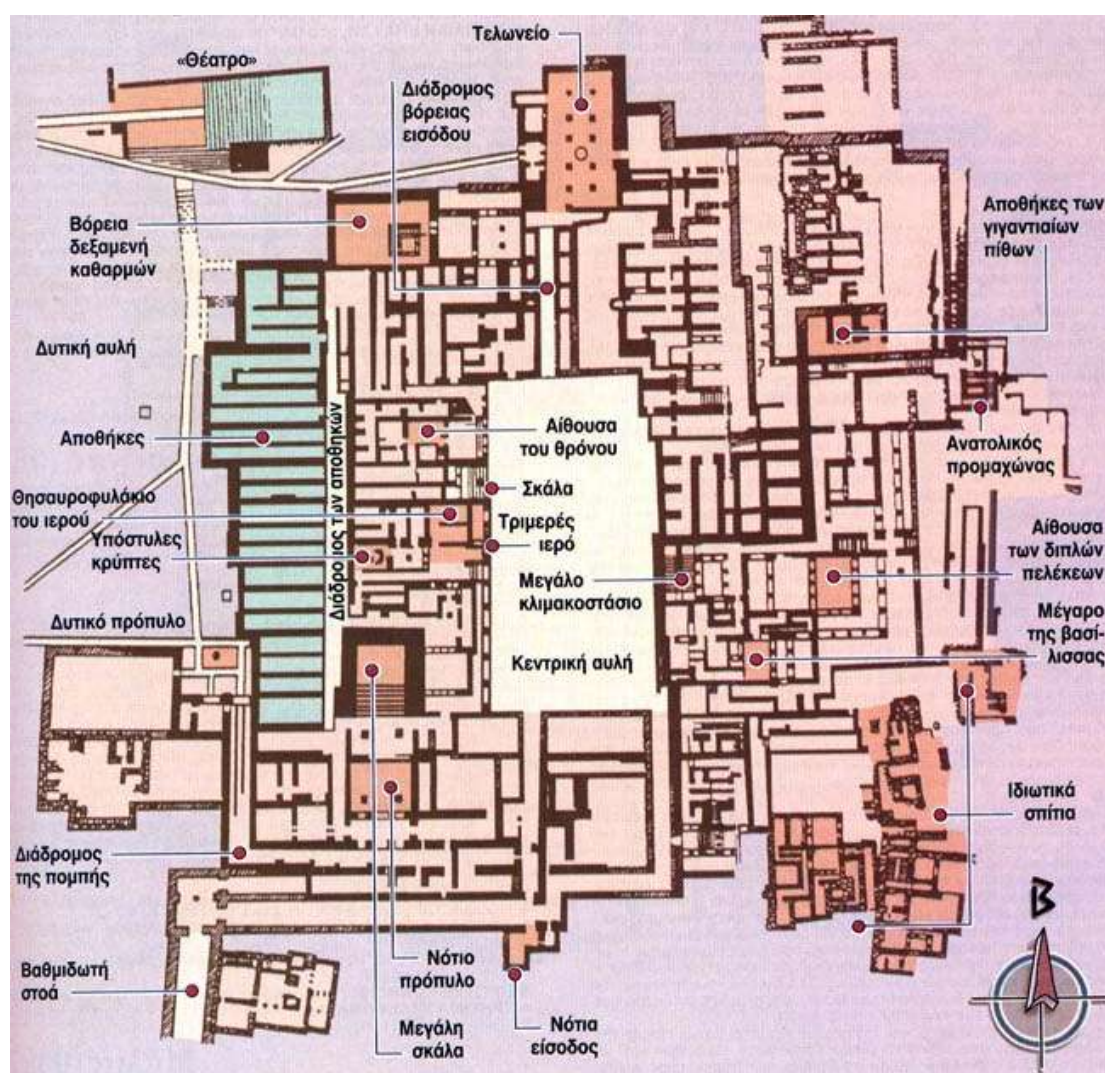 Τελωνείο
«Θέατρο»
Διάδρομος
βόρειας
εισόδου
Βόρεια
δεξαμενή
καθαρμών
Αποθήκες των
γιγαντιαίων
πίθων
Δυτική αυλή
Αποθήκες
Αίθουσα
του θρόνου
Ανατολικός
προμαχώνας
Θησαυροφυλάκιο
του ιερού
Σκάλα
Τριμερές
ιερό
Υπόστυλες
κρύπτες
Διάδρομος των αποθηκών
Αίθουσα
των διπλών
πελέκεων
Μεγάλο
κλιμακοστάσιο
Δυτικό πρόπυλο
Μέγαρο
της βασί-
λισσας
Κεντρική αυλή
Ιδιωτικά
σπίτια
Διάδρομος
της πομπής
Βαθμιδωτή
στοά
Νότιο
πρόπυλο
Μεγάλη
σκάλα
Νότια
είσοδος
Β